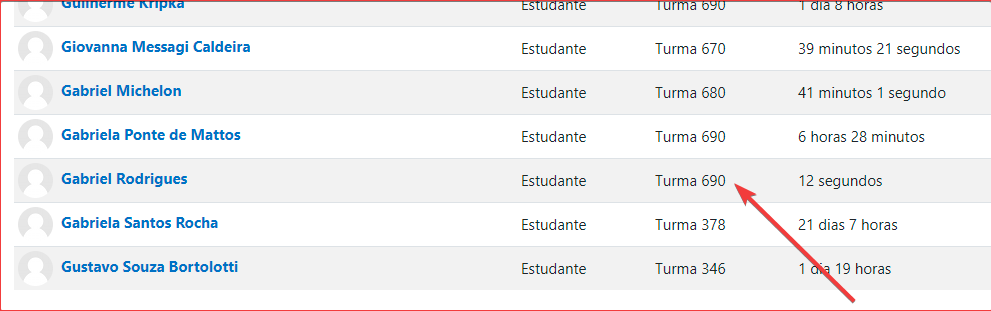 Guilherme Kripka Estudante Turma 690 1 dia 8 horas
Giovanna Messagi Caldeira Estudante Turma 670 39 minutos 21 segundos
Gabriel Michelon Estudante Turma 680 41 minutos 1 segundo
Gabriela Ponte de Mattos Estudante Turma 690 6 horas 28 minutos
Gabriel Rodrigues Estudante Turma 690 12 segundos
Gabriela Santos Rocha Estudante Turma 378 21 dias 7 horas
Gustavo Souza Bortolotti Estudante Turma 346 1 dia 19 horas